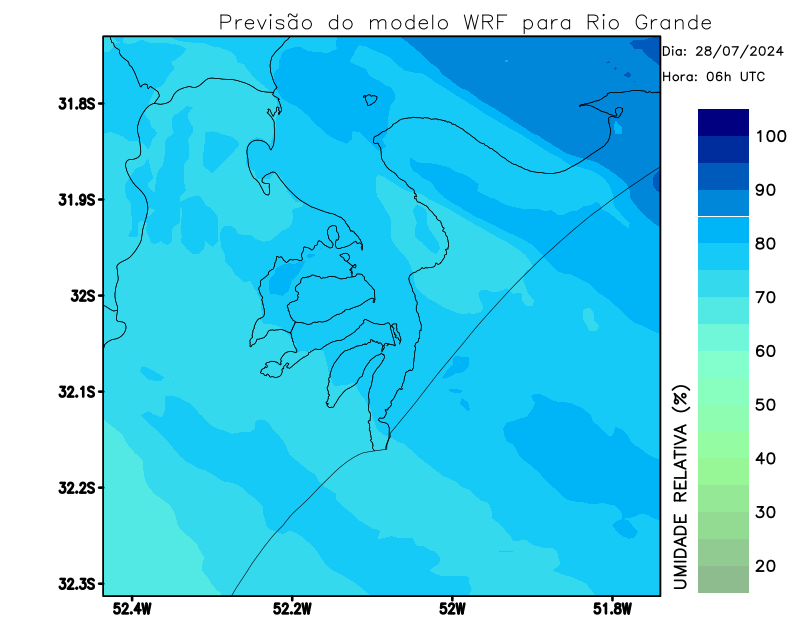 Previsão do modelo WRF para Rio Grande
Dia: 28/07/2024
Hora: 06h UTC
31.8S
31.9S
32S
32.1S
32.2S
32.3S
52.4W
52.2W
52W
51.8W
100
90
80
70
60
50
40
30
20
UMIDADE RELATIVA (%)